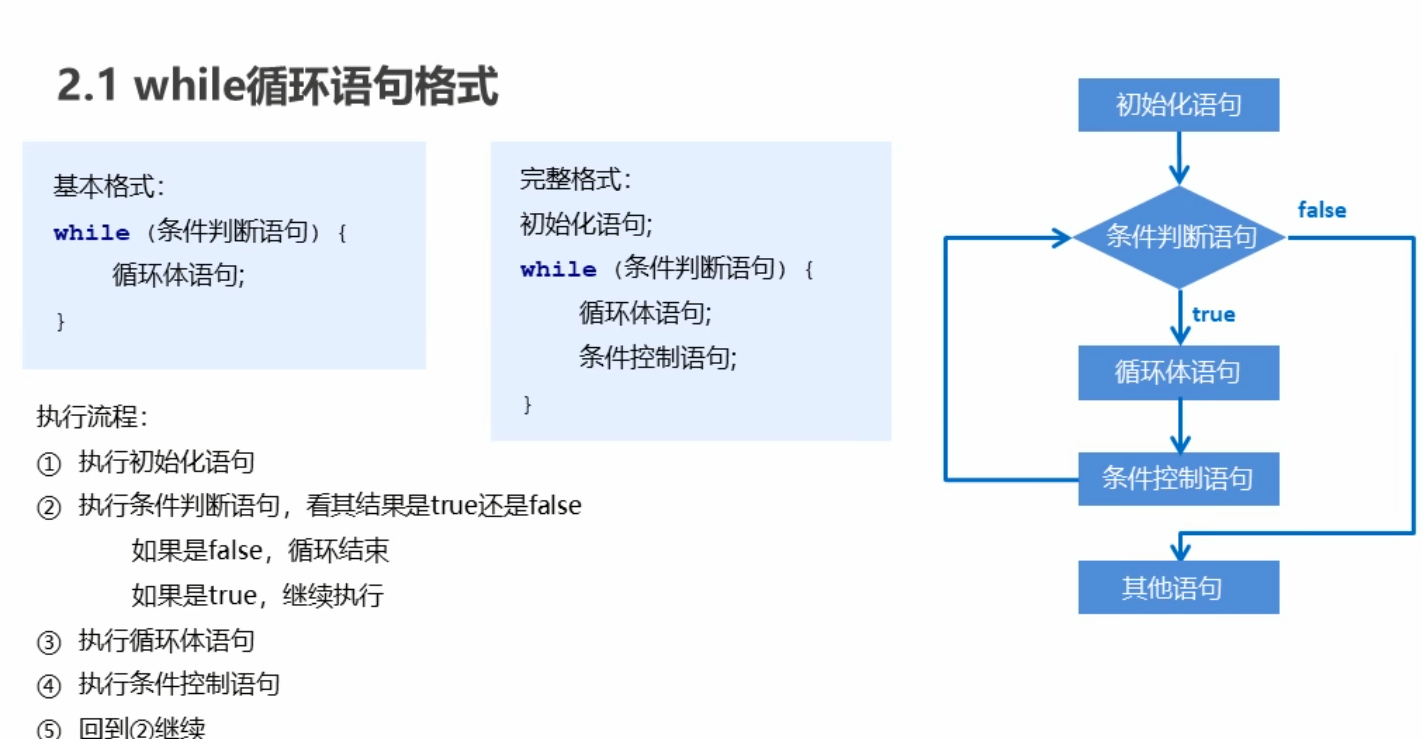 2.1 while循环语句格式
基本格式：
while (条件判断语句) {
循环体语句;
}
完整格式：
初始化语句;
while (条件判断语句) {
循环体语句;
条件控制语句;
}
执行流程：
① 执行初始化语句
② 执行条件判断语句，看其结果是true还是false
如果是false，循环结束
如果是true，继续执行
③ 执行循环体语句
④ 执行条件控制语句
⑤ 回到②继续
初始化语句
条件判断语句
false
true
循环体语句
条件控制语句
其他语句